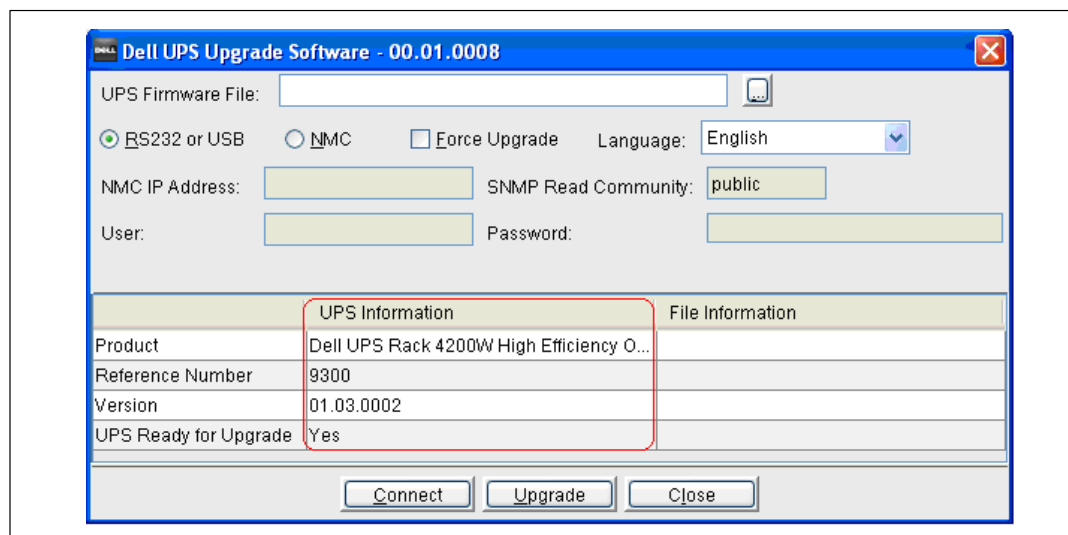 DELL Dell UPS Upgrade Software - 00.01.0008
UPS Firmware File: ...
RS232 or USB NMC Force Upgrade Language: English
NMC IP Address: SNMP Read Community: public
User: Password:
UPS Information File Information
Product Dell UPS Rack 4200W High Efficiency O...
Reference Number 9300
Version 01.03.0002
UPS Ready for Upgrade Yes
Connect Upgrade Close